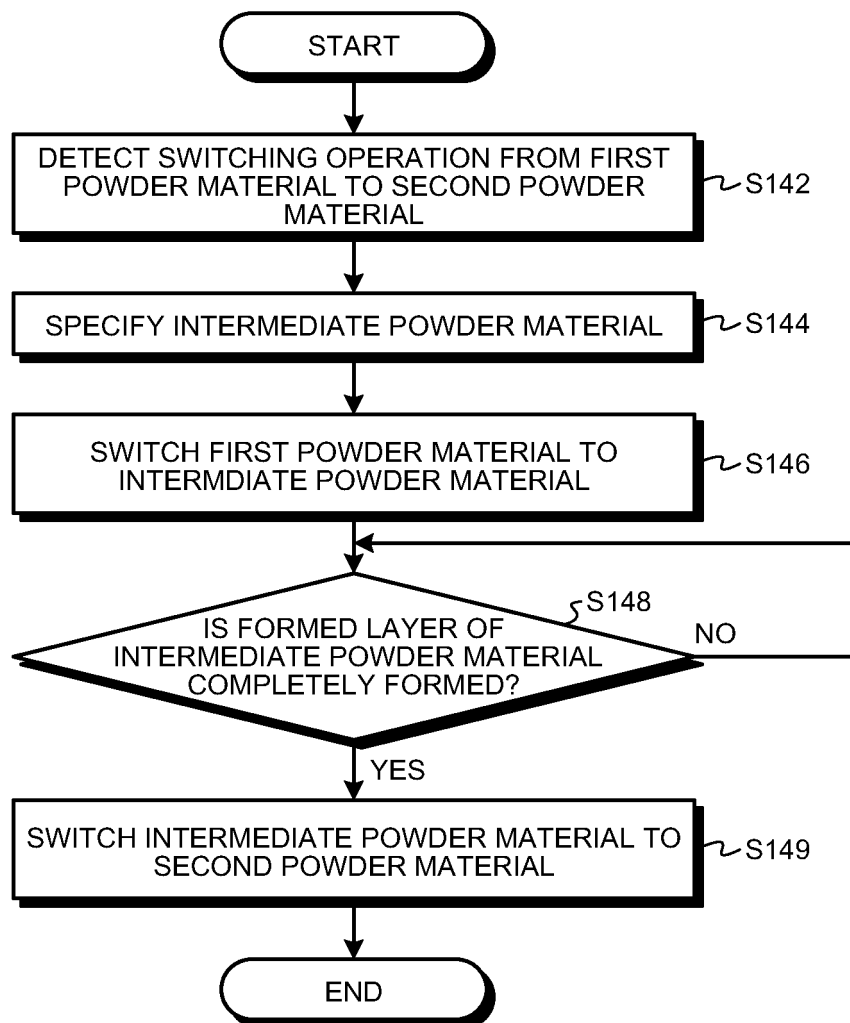 START
DETECT SWITCHING OPERATION FROM FIRST
POWDER MATERIAL TO SECOND POWDER
MATERIAL
S142
SPECIFY INTERMEDIATE POWDER MATERIAL
S144
SWITCH FIRST POWDER MATERIAL TO
INTERMDIATE POWDER MATERIAL
S146
S148
IS FORMED LAYER OF
INTERMEDIATE POWDER MATERIAL
COMPLETELY FORMED?
NO
YES
SWITCH INTERMEDIATE POWDER MATERIAL TO
SECOND POWDER MATERIAL
S149
END